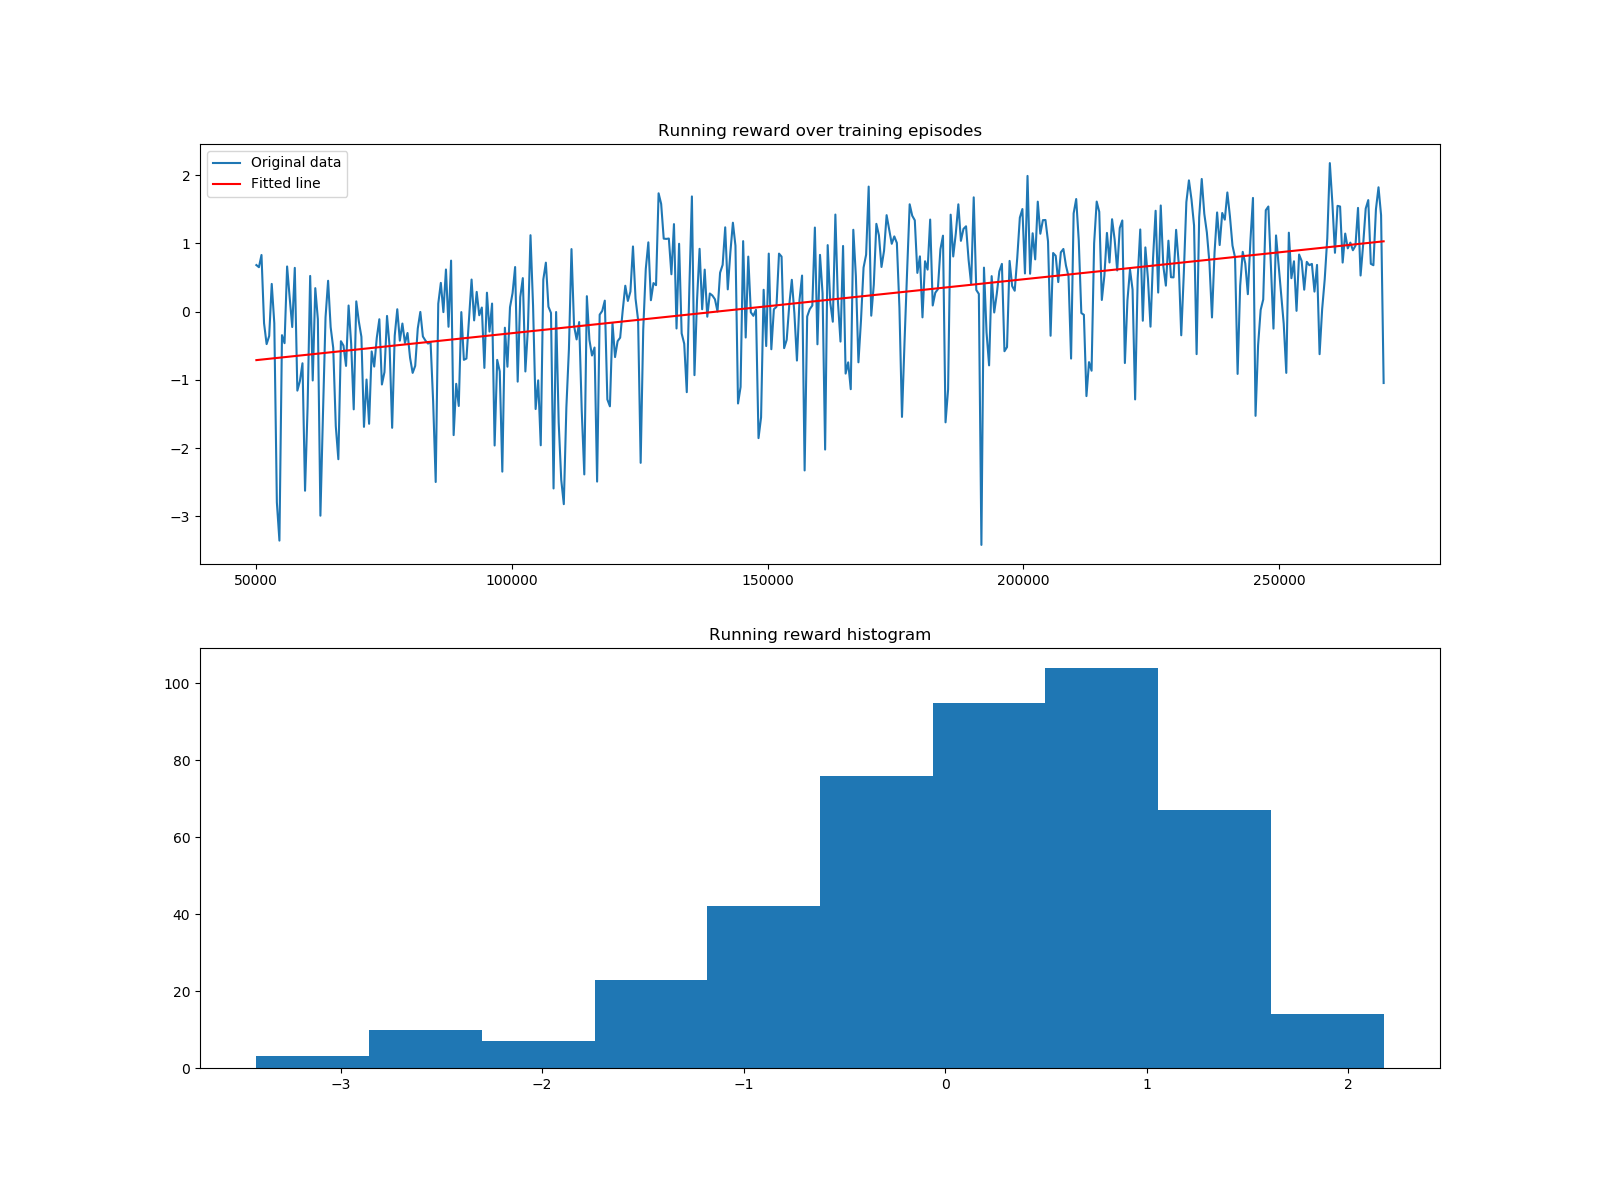 Running reward over training episodes
Original data
Fitted line
2
1
0
−1
−2
−3
50000 100000 150000 200000 250000
Running reward histogram
100
80
60
40
20
0
−3 −2 −1 0 1 2